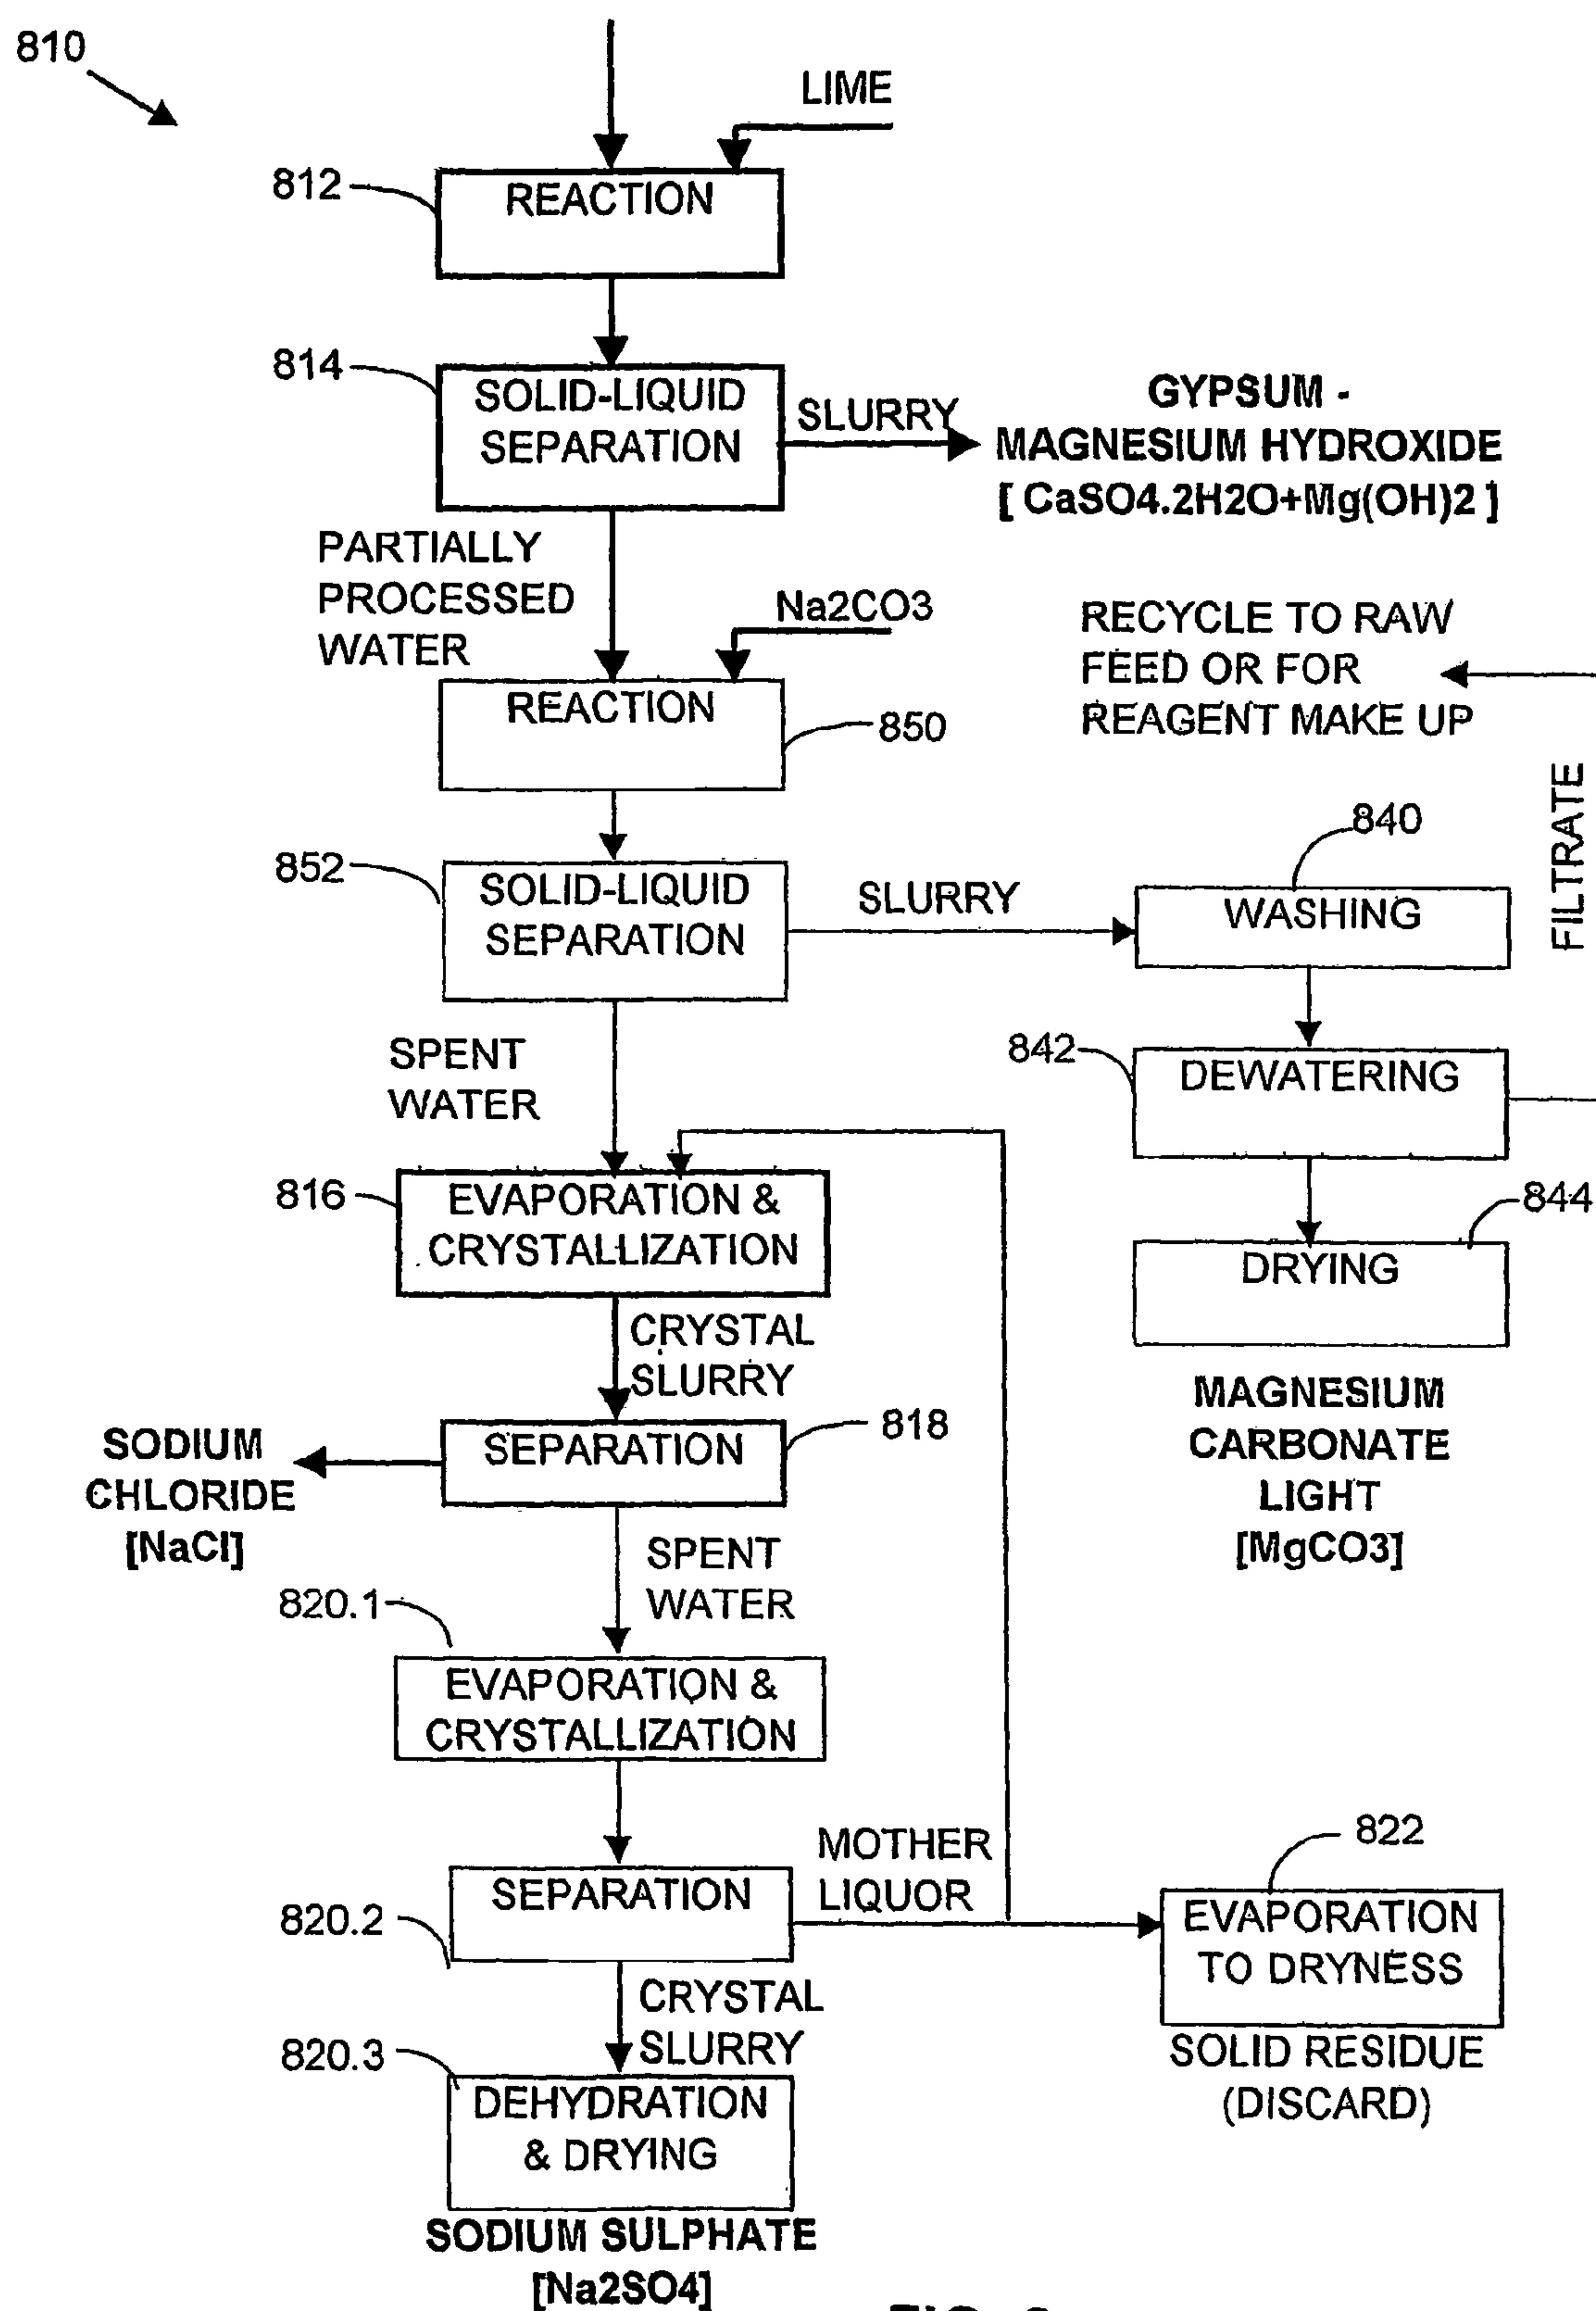 810
LIME
812
REACTION
814
SOLID-LIQUID
SEPARATION
SLURRY
GYPSUM -
MAGNESIUM HYDROXIDE
[ CaSO4.2H2O+Mg(OH)2 ]
PARTIALLY
PROCESSED
WATER
Na2CO3
REACTION
850
RECYCLE TO RAW
FEED OR FOR
REAGENT MAKE UP
FILTRATE
852
SOLID-LIQUID
SEPARATION
SLURRY
840
WASHING
SPENT
WATER
842
DEWATERING
816
EVAPORATION &
CRYSTALLIZATION
844
DRYING
CRYSTAL
SLURRY
MAGNESIUM
CARBONATE
LIGHT
[MgCO3]
818
SEPARATION
SODIUM
CHLORIDE
[NaCl]
SPENT
WATER
820.1
EVAPORATION &
CRYSTALLIZATION
MOTHER
LIQUOR
822
820.2
SEPARATION
EVAPORATION
TO DRYNESS
SOLID RESIDUE
(DISCARD)
CRYSTAL
SLURRY
820.3
DEHYDRATION
& DRYING
SODIUM SULPHATE
[Na2SO4]